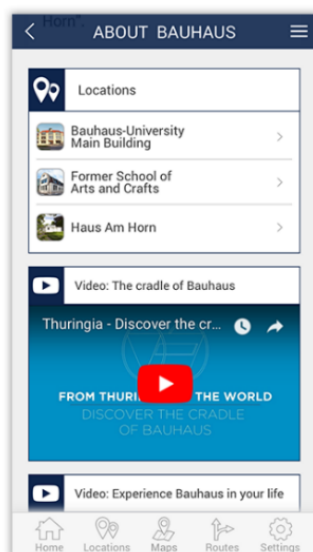 Horn".
ABOUT BAUHAUS
Locations
Bauhaus-University
Main Building
Former School of
Arts and Crafts
Haus Am Horn
Video: The cradle of Bauhaus
Thuringia - Discover the cr...
FROM THURI THE WORLD
DISCOVER THE CRADLE
OF BAUHAUS
Video: Experience Bauhaus in your life
Home Locations Maps Routes Settings